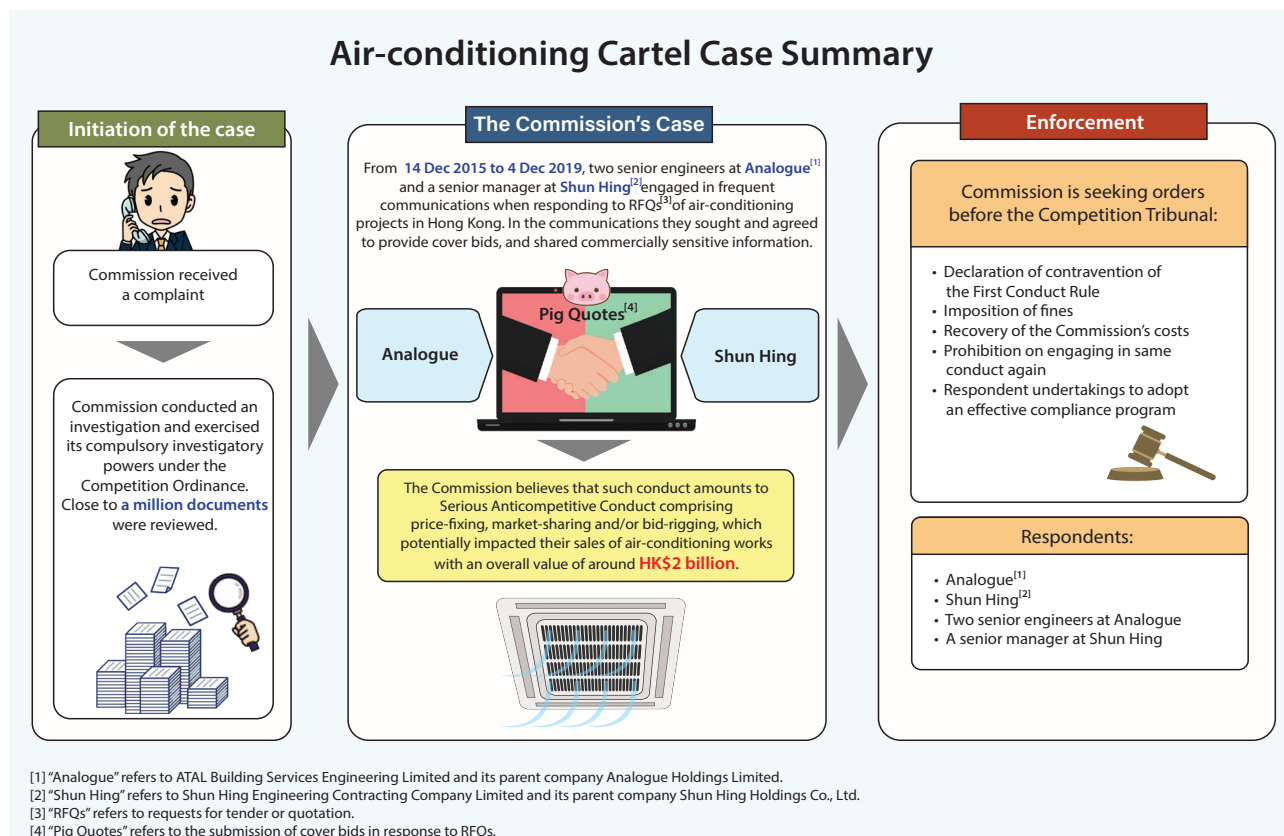 Air-conditioning Cartel Case Summary
Initiation of the case
Commission received
a complaint
Commission conducted an
investigation and exercised
its compulsory investigatory
powers under the
Competition Ordinance.
Close to a million documents
were reviewed.
The Commission's Case
From 14 Dec 2015 to 4 Dec 2019, two senior engineers at Analogue[1]
and a senior manager at Shun Hing[2]engaged in frequent
communications when responding to RFQs[3]of air-conditioning
projects in Hong Kong. In the communications they sought and agreed
to provide cover bids, and shared commercially sensitive information.
Pig Quotes[4]
Analogue
Shun Hing
The Commission believes that such conduct amounts to
Serious Anticompetitive Conduct comprising
price-fixing, market-sharing and/or bid-rigging, which
potentially impacted their sales of air-conditioning works
with an overall value of around HK$2 billion.
Enforcement
Commission is seeking orders
before the Competition Tribunal:
• Declaration of contravention of
the First Conduct Rule
• Imposition of fines
• Recovery of the Commission's costs
• Prohibition on engaging in same
conduct again
• Respondent undertakings to adopt
an effective compliance program
Respondents:
• Analogue[1]
• Shun Hing[2]
• Two senior engineers at Analogue
• A senior manager at Shun Hing
[1] "Analogue" refers to ATAL Building Services Engineering Limited and its parent company Analogue Holdings Limited.
[2] "Shun Hing" refers to Shun Hing Engineering Contracting Company Limited and its parent company Shun Hing Holdings Co., Ltd.
[3] "RFQs" refers to requests for tender or quotation.
[4] "Pig Quotes" refers to the submission of cover bids in response to RFQs.